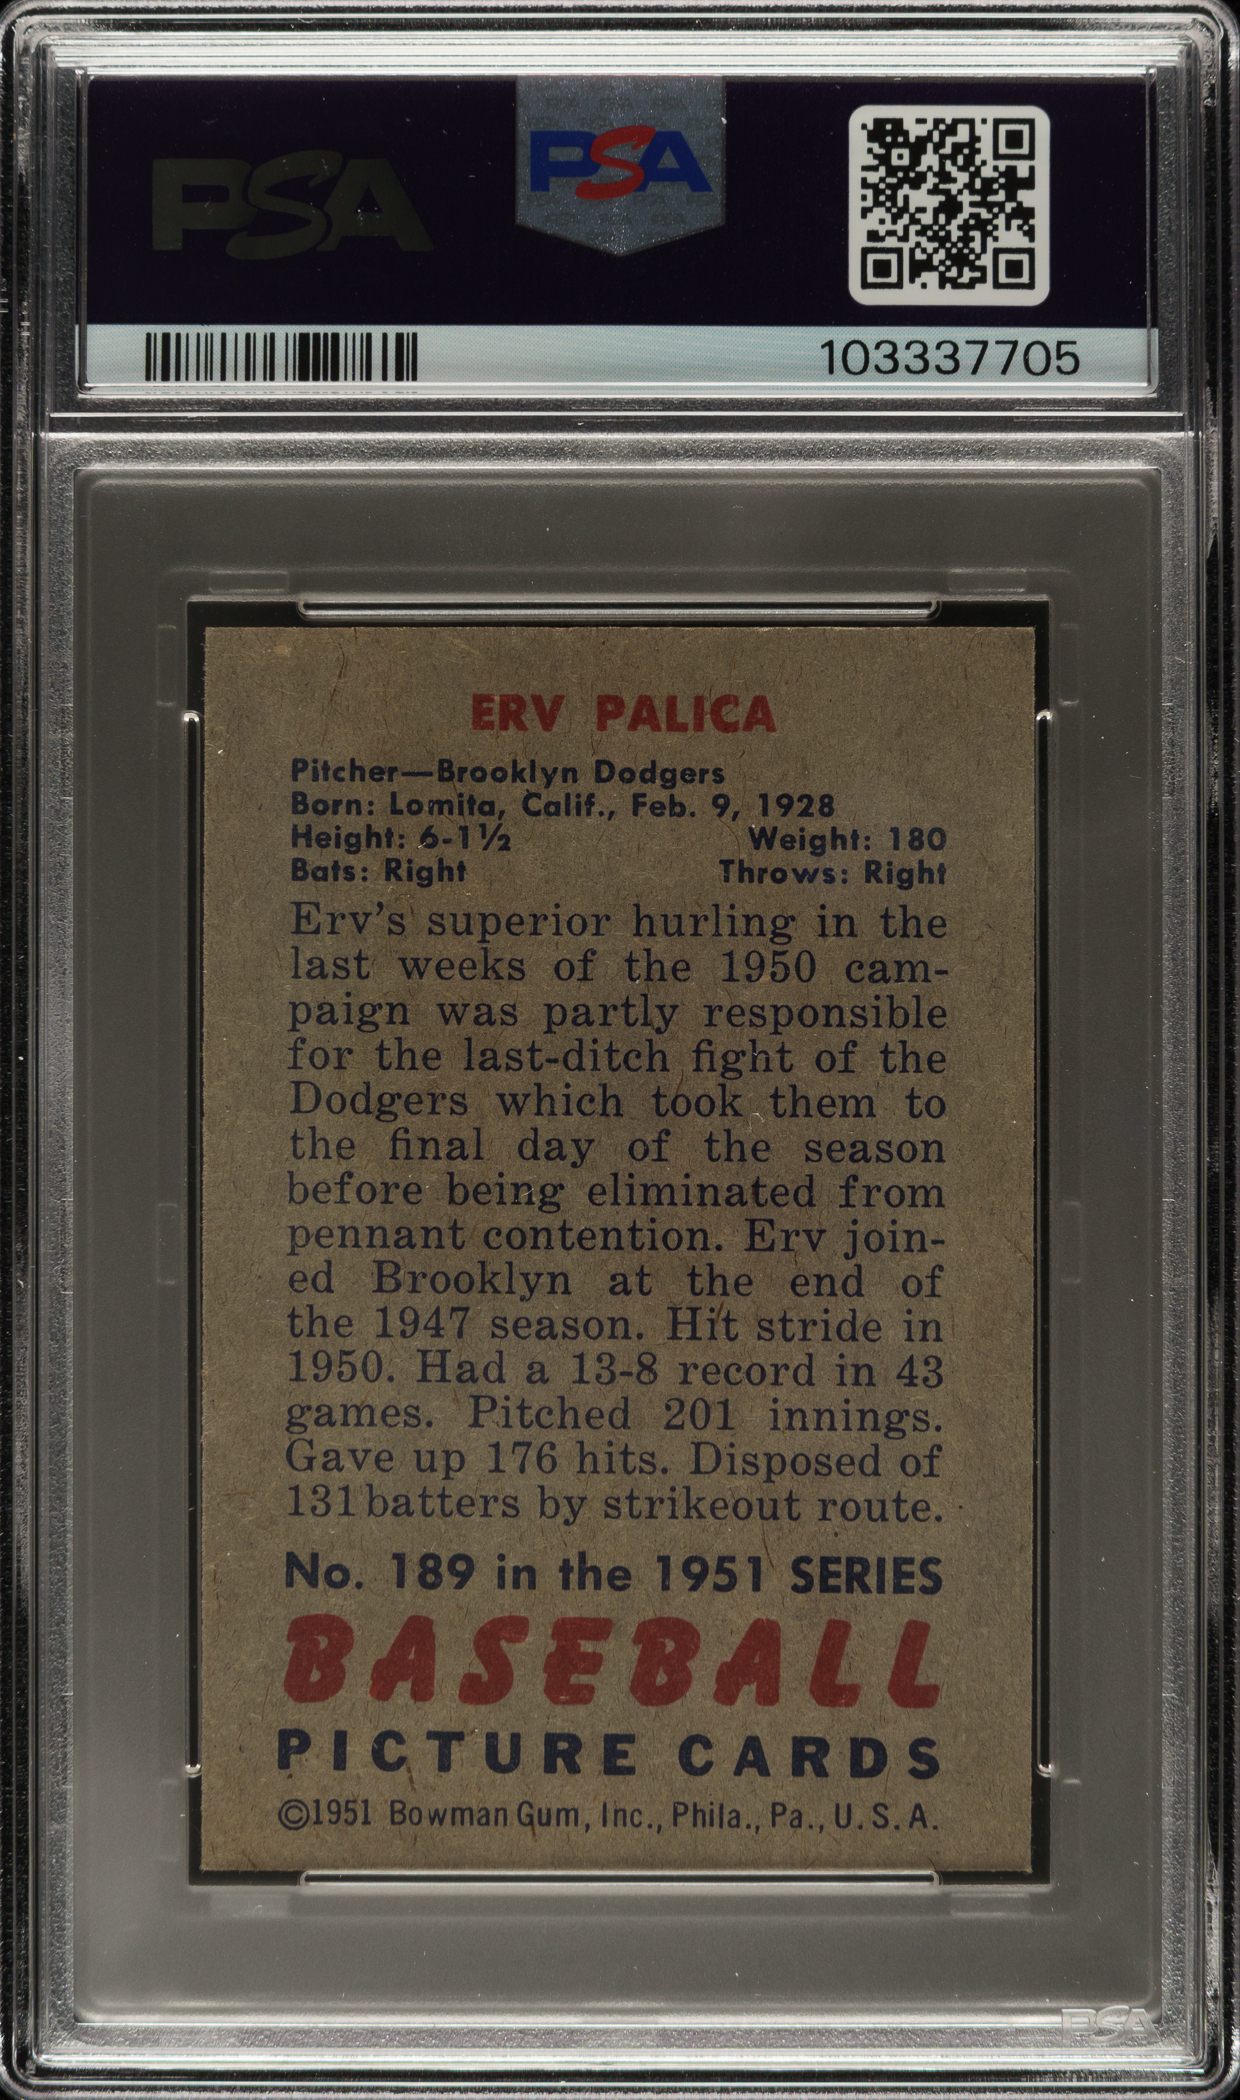 PSA
PSA
103337705
ERV PALICA
Pitcher—Brooklyn Dodgers
Born: Lomita, Calif., Feb. 9, 1928
Height: 6-1½ Weight: 180
Bats: Right Throws: Right
Erv's superior hurling in the
last weeks of the 1950 cam-
paign was partly responsible
for the last-ditch fight of the
Dodgers which took them to
the final day of the season
before being eliminated from
pennant contention. Erv join-
ed Brooklyn at the end of
the 1947 season. Hit stride in
1950. Had a 13-8 record in 43
games. Pitched 201 innings.
Gave up 176 hits. Disposed of
131 batters by strikeout route.
No. 189 in the 1951 SERIES
BASEBALL
PICTURE CARDS
©1951 Bowman Gum, Inc., Phila., Pa., U.S.A.
PSA